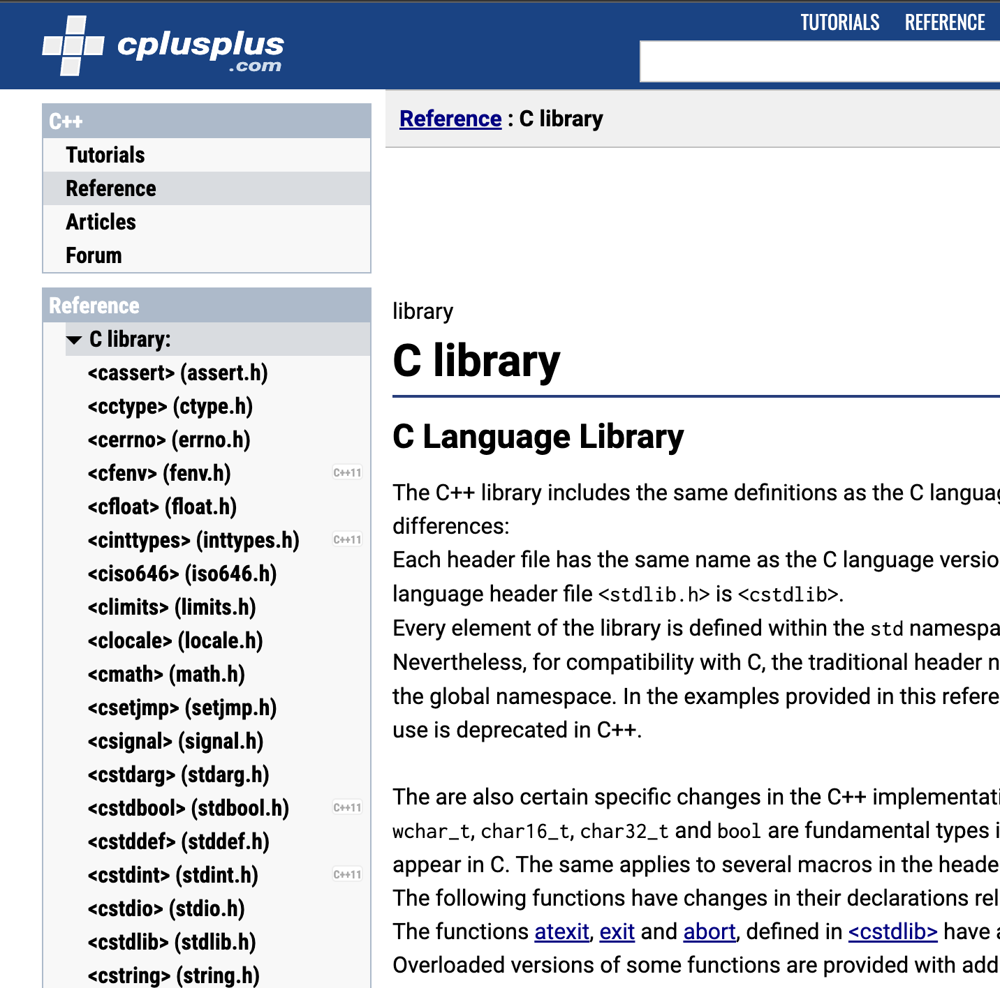 cplusplus
.com
TUTORIALS REFERENCE
C++
Tutorials
Reference
Articles
Forum
Reference
C library:
<cassert> (assert.h)
<cctype> (ctype.h)
<cerrno> (errno.h)
<cfenv> (fenv.h) C++11
<cfloat> (float.h)
<cinttypes> (inttypes.h) C++11
<ciso646> (iso646.h)
<climits> (limits.h)
<clocale> (locale.h)
<cmath> (math.h)
<csetjmp> (setjmp.h)
<csignal> (signal.h)
<cstdarg> (stdarg.h)
<cstdbool> (stdbool.h) C++11
<cstddef> (stddef.h)
<cstdint> (stdint.h) C++11
<cstdio> (stdio.h)
<cstdlib> (stdlib.h)
<cstring> (string.h)
Reference : C library
library
C library
C Language Library
The C++ library includes the same definitions as the C
differences:
Each header file has the same name as the C language
language header file <stdlib.h> is <cstdlib>.
Every element of the library is defined within the std
Nevertheless, for compatibility with C, the traditional header
the global namespace. In the examples provided in this
use is deprecated in C++.
The are also certain specific changes in the C++
wchar_t, char16_t, char32_t and bool are fundamental types
appear in C. The same applies to several macros in the
The following functions have changes in their declarations
The functions atexit, exit and abort, defined in <cstdlib> have
Overloaded versions of some functions are provided with